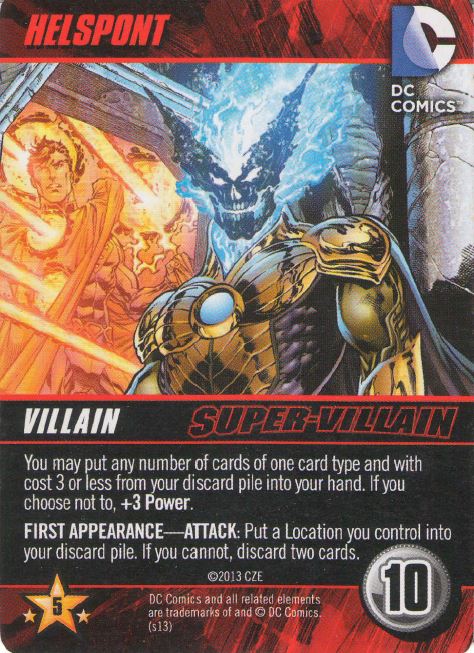 HELSPONT
DC
COMICS™
VILLAIN
SUPER-VILLAIN
You may put any number of cards of one card type and with
cost 3 or less from your discard pile into your hand. If you
choose not to, +3 Power.
FIRST APPEARANCE—ATTACK: Put a Location you control into
your discard pile. If you cannot, discard two cards.
©2013 CZE
5
DC Comics and all related elements
are trademarks of and © DC Comics.
(s13)
10